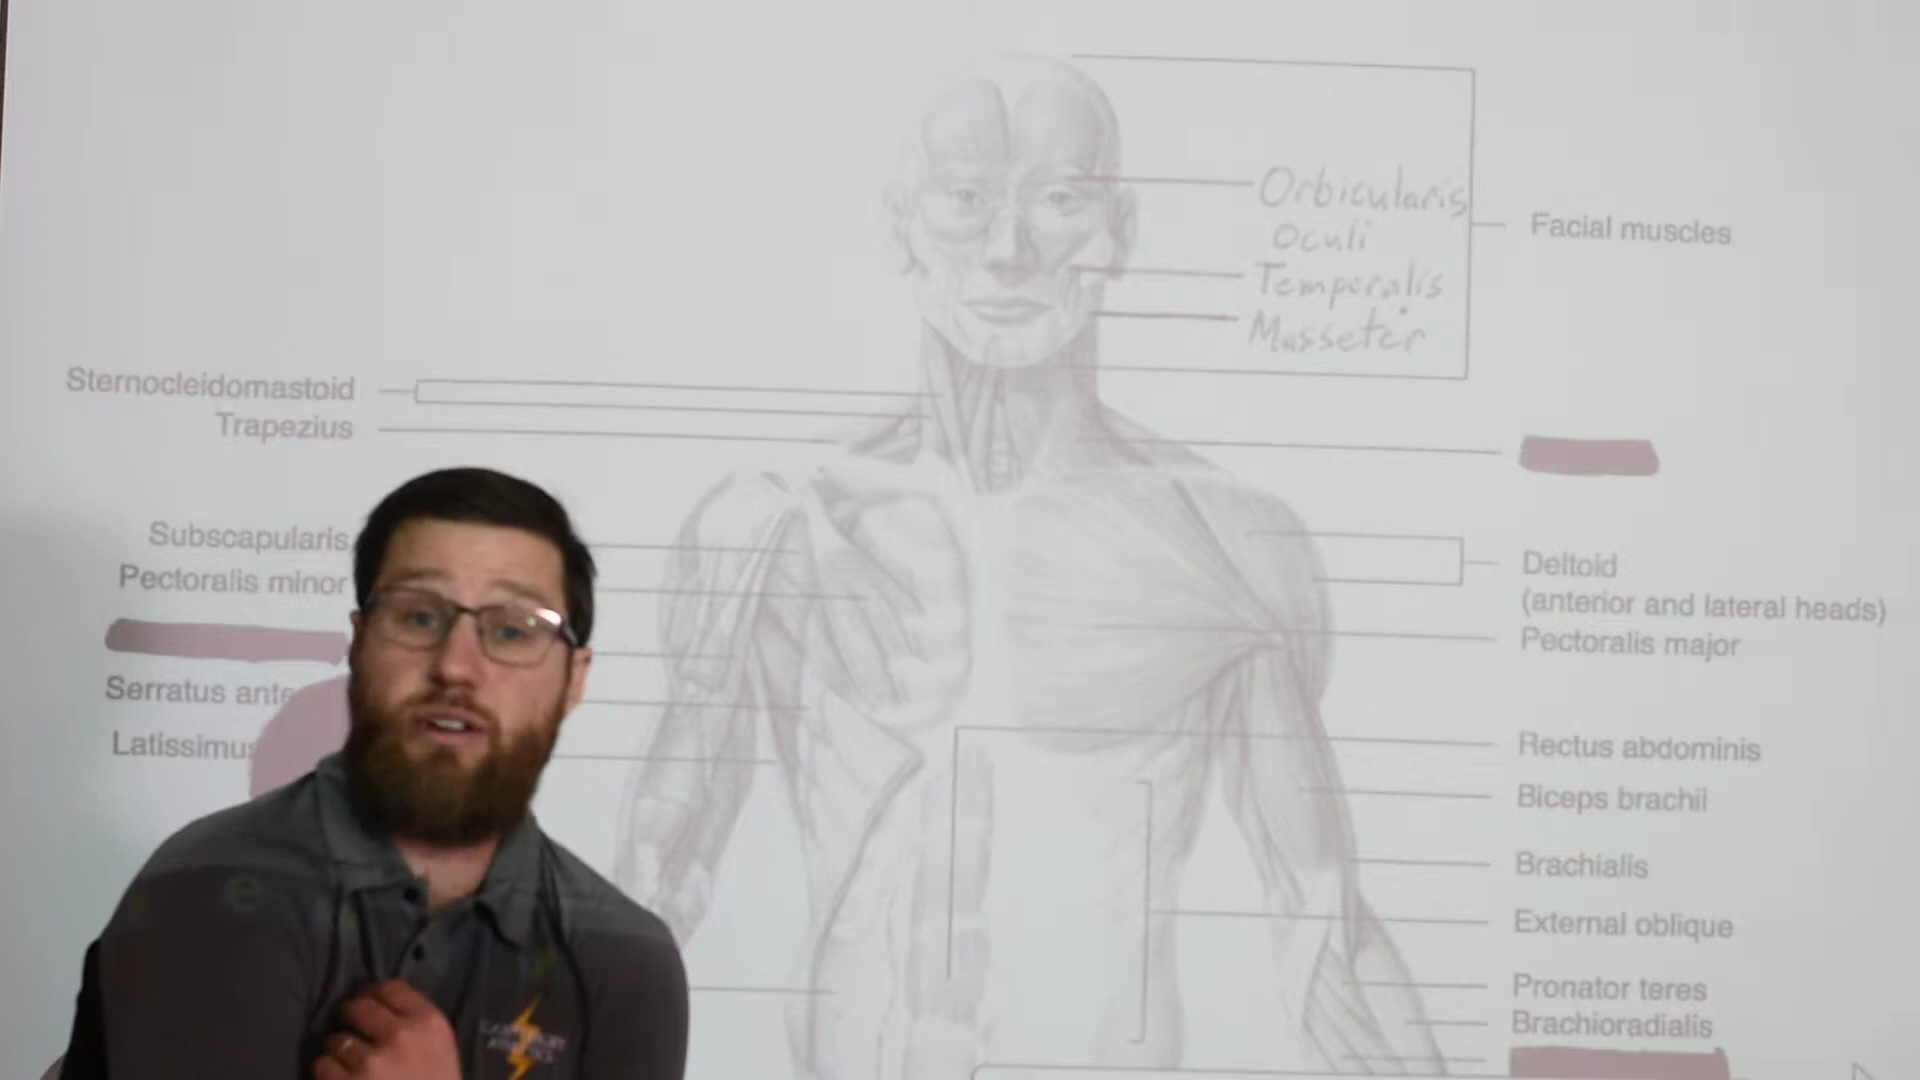 Orbicularis
Oculi
Temporalis
Masseter
Facial muscles
Sternocleidomastoid
Trapezius
Subscapularis
Pectoralis minor
Serratus ante
Latissimus
Deltoid
(anterior and lateral heads)
Pectoralis major
Rectus abdominis
Biceps brachii
Brachialis
External oblique
Pronator teres
Brachioradialis